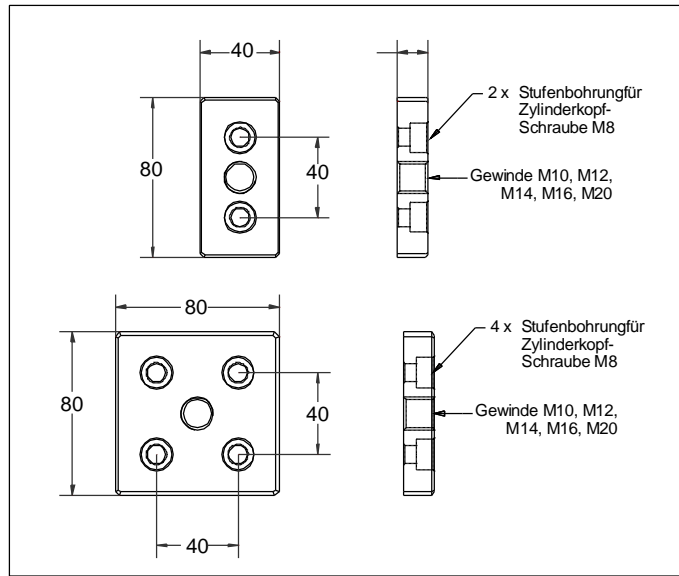 40
80
40
2 x Stufenbohrungfür
Zylinderkopf-
Schraube M8
Gewinde M10, M12,
M14, M16, M20
80
80
40
40
4 x Stufenbohrungfür
Zylinderkopf-
Schraube M8
Gewinde M10, M12,
M14, M16, M20